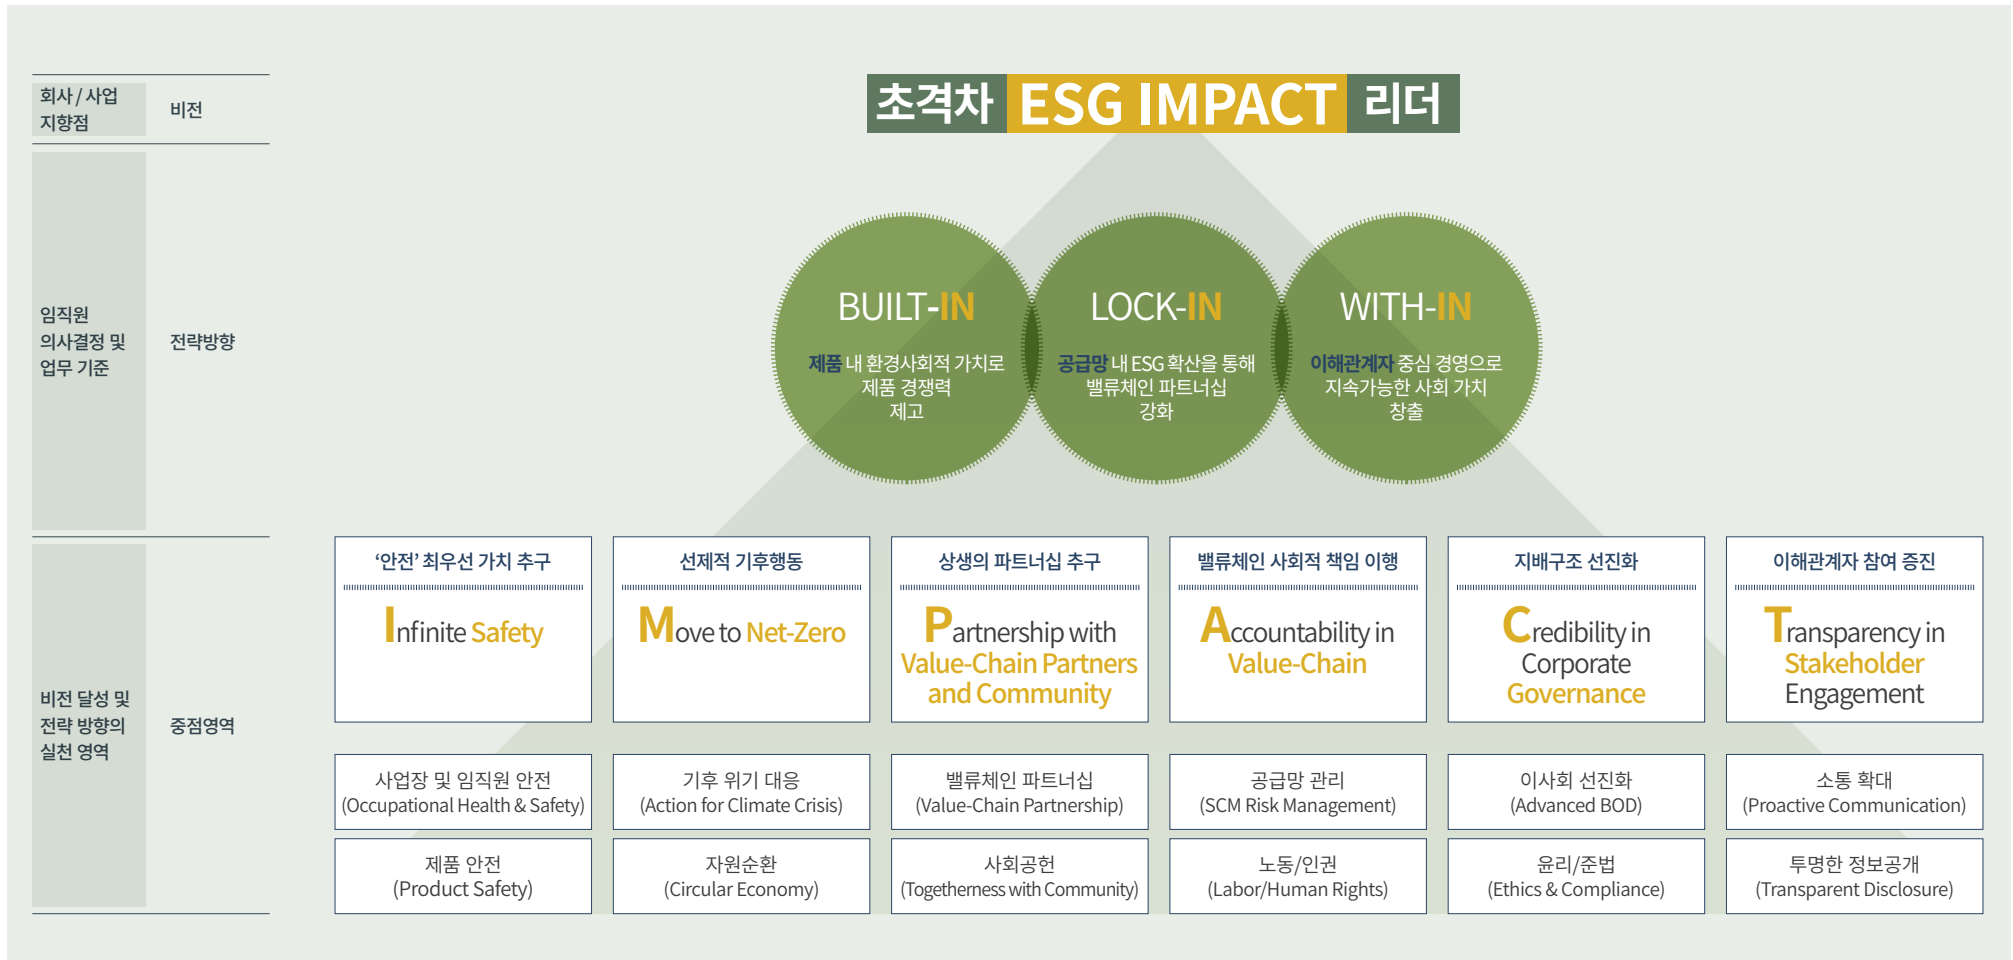 회사 / 사업
지향점
비전
초격차 ESG IMPACT 리더
임직원
의사결정 및
업무 기준
전략방향
BUILT-IN
제품 내 환경사회적 가치로
제품 경쟁력
제고
LOCK-IN
공급망 내 ESG 확산을 통해
밸류체인 파트너십
강화
WITH-IN
이해관계자 중심 경영으로
지속가능한 사회 가치
창출
비전 달성 및
전략 방향의
실천 영역
중점영역
‘안전’ 최우선 가치 추구
Infinite Safety
사업장 및 임직원 안전
(Occupational Health & Safety)
제품 안전
(Product Safety)
선제적 기후행동
Move to Net-Zero
기후 위기 대응
(Action for Climate Crisis)
자원순환
(Circular Economy)
상생의 파트너십 추구
Partnership with
Value-Chain Partners
and Community
밸류체인 파트너십
(Value-Chain Partnership)
사회공헌
(Togetherness with Community)
밸류체인 사회적 책임 이행
Accountability in
Value-Chain
공급망 관리
(SCM Risk Management)
노동/인권
(Labor/Human Rights)
지배구조 선진화
Credibility in
Corporate
Governance
이사회 선진화
(Advanced BOD)
윤리/준법
(Ethics & Compliance)
이해관계자 참여 증진
Transparency in
Stakeholder
Engagement
소통 확대
(Proactive Communication)
투명한 정보공개
(Transparent Disclosure)